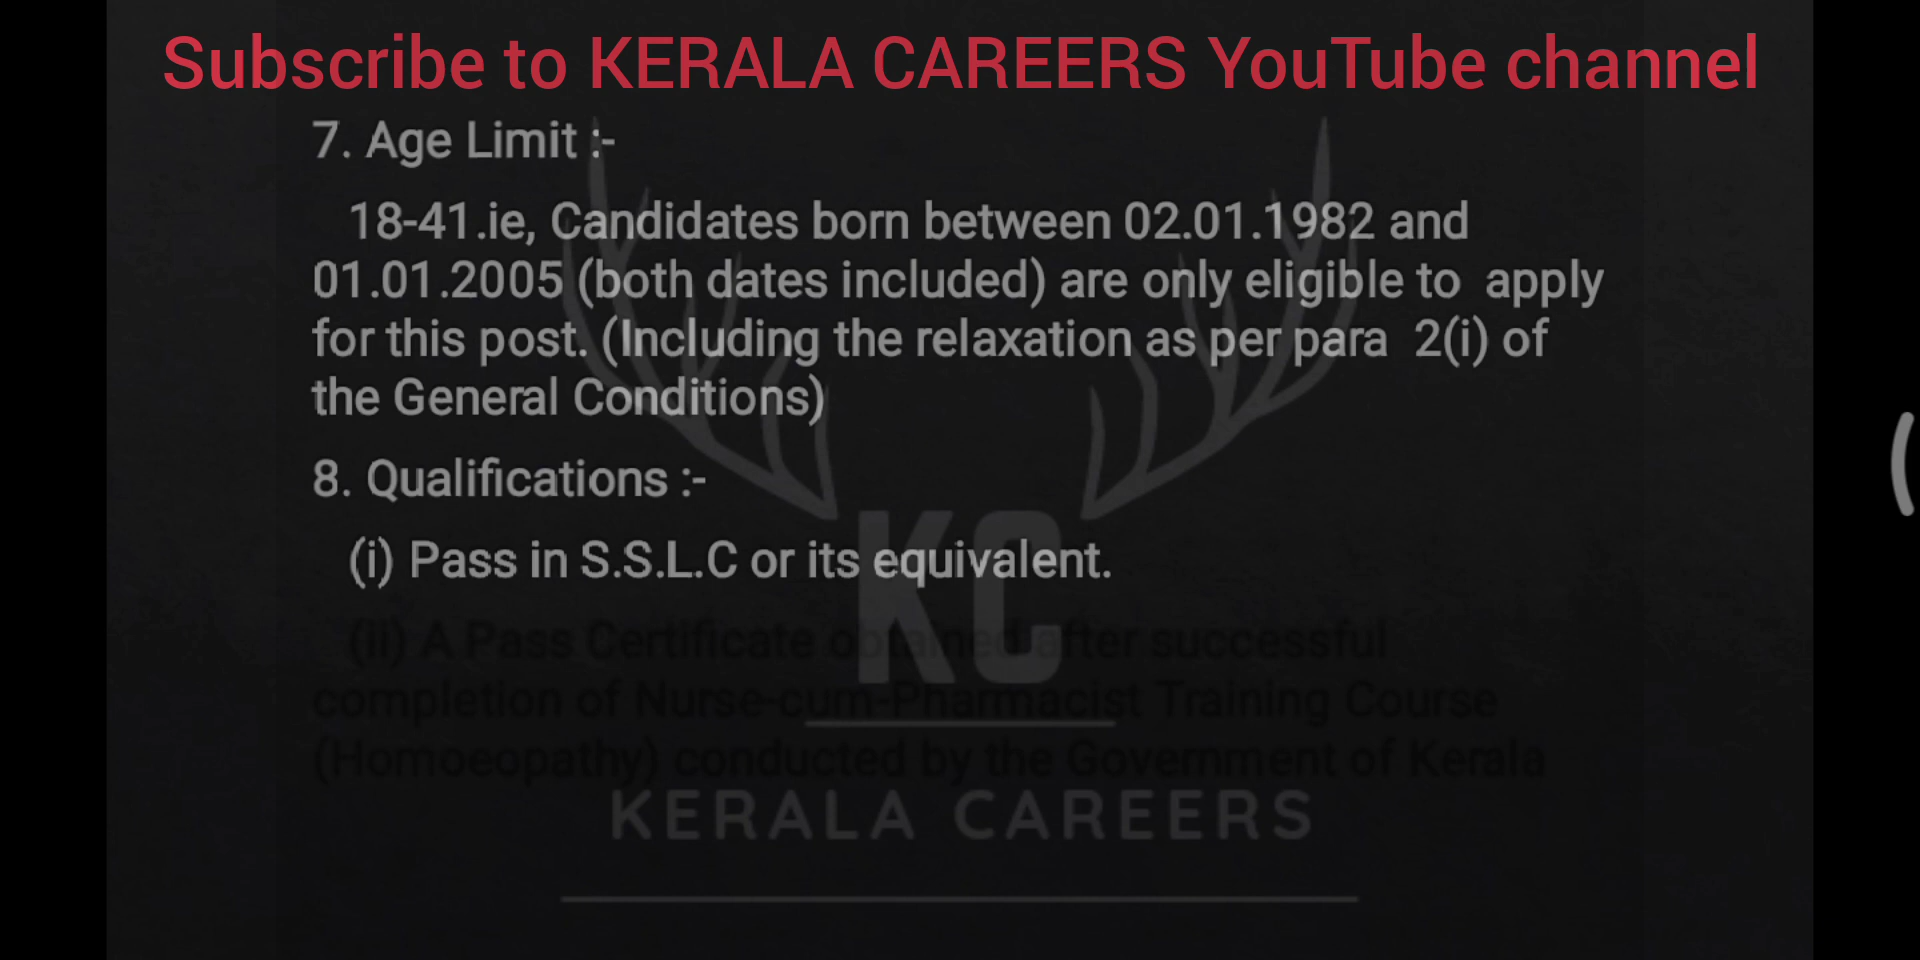 Subscribe to KERALA CAREERS YouTube channel
7. Age Limit :-
18-41.ie, Candidates born between 02.01.1982 and
01.01.2005 (both dates included) are only eligible to apply
for this post. (Including the relaxation as per para 2(i) of
the General Conditions)
8. Qualifications :-
(i) Pass in S.S.L.C or its equivalent.
(ii) A Pass Certificate obtained after successful
completion of Nurse-cum-Pharmacist Training Course
(Homoeopathy) conducted by the Government of Kerala
KC
KERALA CAREERS